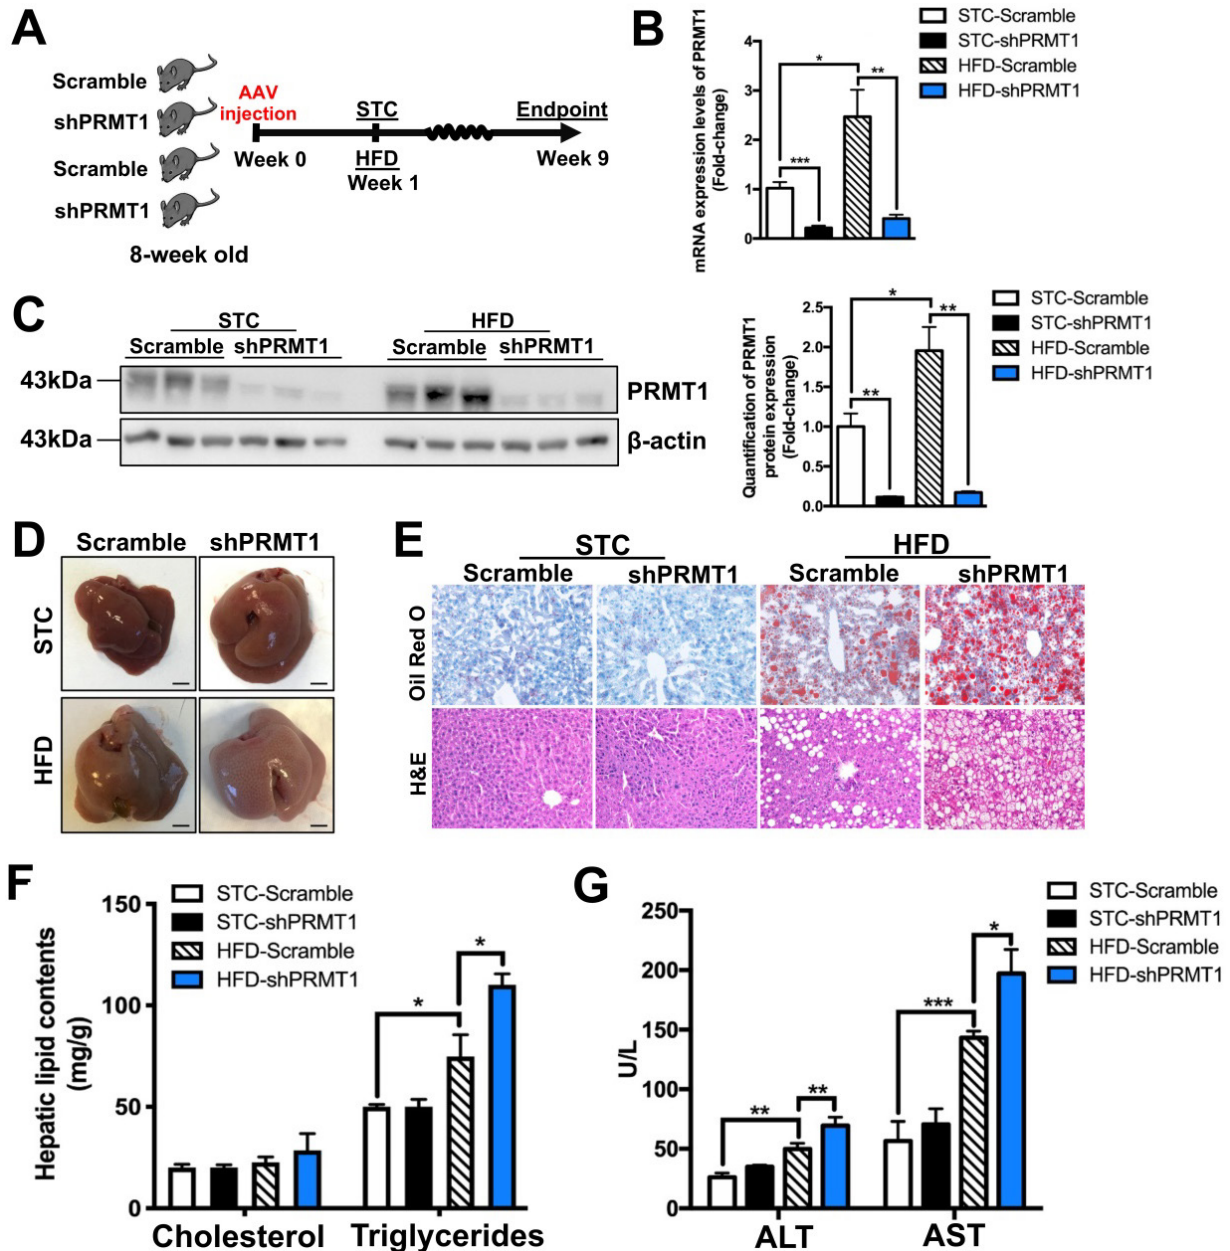 A
Scramble
shPRMT1
Scramble
shPRMT1
8-week old
AAV
injection
Week 0
STC
HFD
Week 1
Endpoint
Week 9
B
mRNA expression levels of PRMT1
(Fold-change)
4
3
2
1
0
*
**
***
STC-Scramble
STC-shPRMT1
HFD-Scramble
HFD-shPRMT1
C
STC
HFD
Scramble shPRMT1
Scramble shPRMT1
43kDa
PRMT1
43kDa
β-actin
Quantification of PRMT1
protein expression
(Fold-change)
2.5
2.0
1.5
1.0
0.5
0.0
*
**
**
STC-Scramble
STC-shPRMT1
HFD-Scramble
HFD-shPRMT1
D
Scramble shPRMT1
STC
HFD
E
STC
HFD
Scramble shPRMT1 Scramble shPRMT1
Oil Red O
H&E
F
STC-Scramble
STC-shPRMT1
HFD-Scramble
HFD-shPRMT1
Hepatic lipid contents
(mg/g)
150
100
50
0
*
*
Cholesterol Triglycerides
G
STC-Scramble
STC-shPRMT1
HFD-Scramble
HFD-shPRMT1
U/L
250
200
150
100
50
0
**
**
***
*
ALT AST